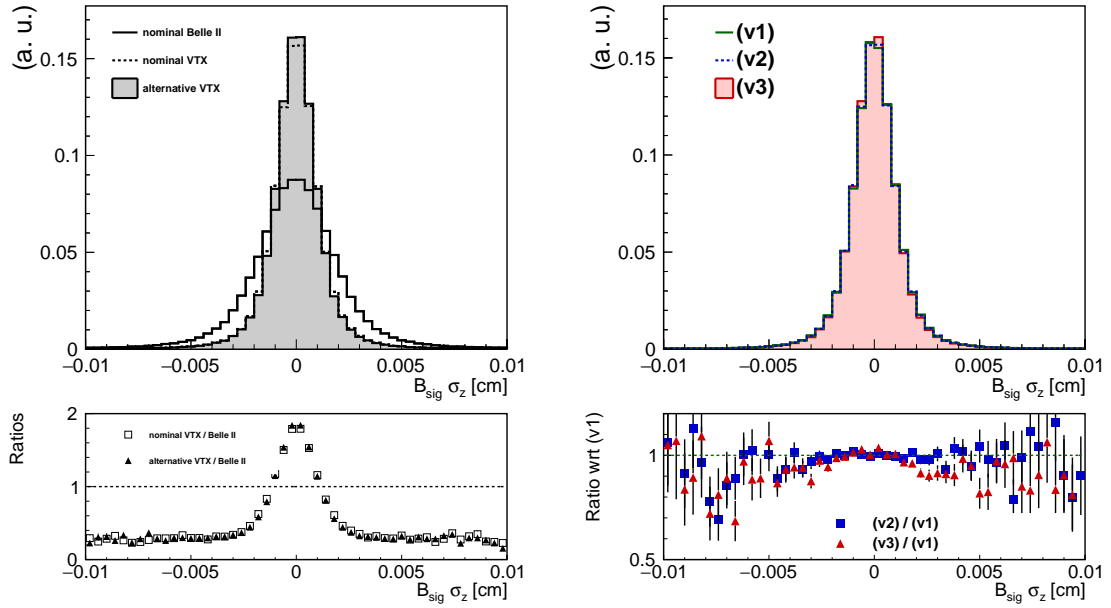 (a. u.)
0.15
0.1
0.05
0
nominal Belle II
nominal VTX
alternative VTX
−0.01 −0.005 0 0.005 0.01
B_sig σ_z [cm]
Ratios
2
1
0
nominal VTX / Belle II
alternative VTX / Belle II
−0.01 −0.005 0 0.005 0.01
B_sig σ_z [cm]
(a. u.)
0.15
0.1
0.05
0
(v1)
(v2)
(v3)
−0.01 −0.005 0 0.005 0.01
B_sig σ_z [cm]
Ratio wrt (v1)
1
0.5
(v2) / (v1)
(v3) / (v1)
−0.01 −0.005 0 0.005 0.01
B_sig σ_z [cm]